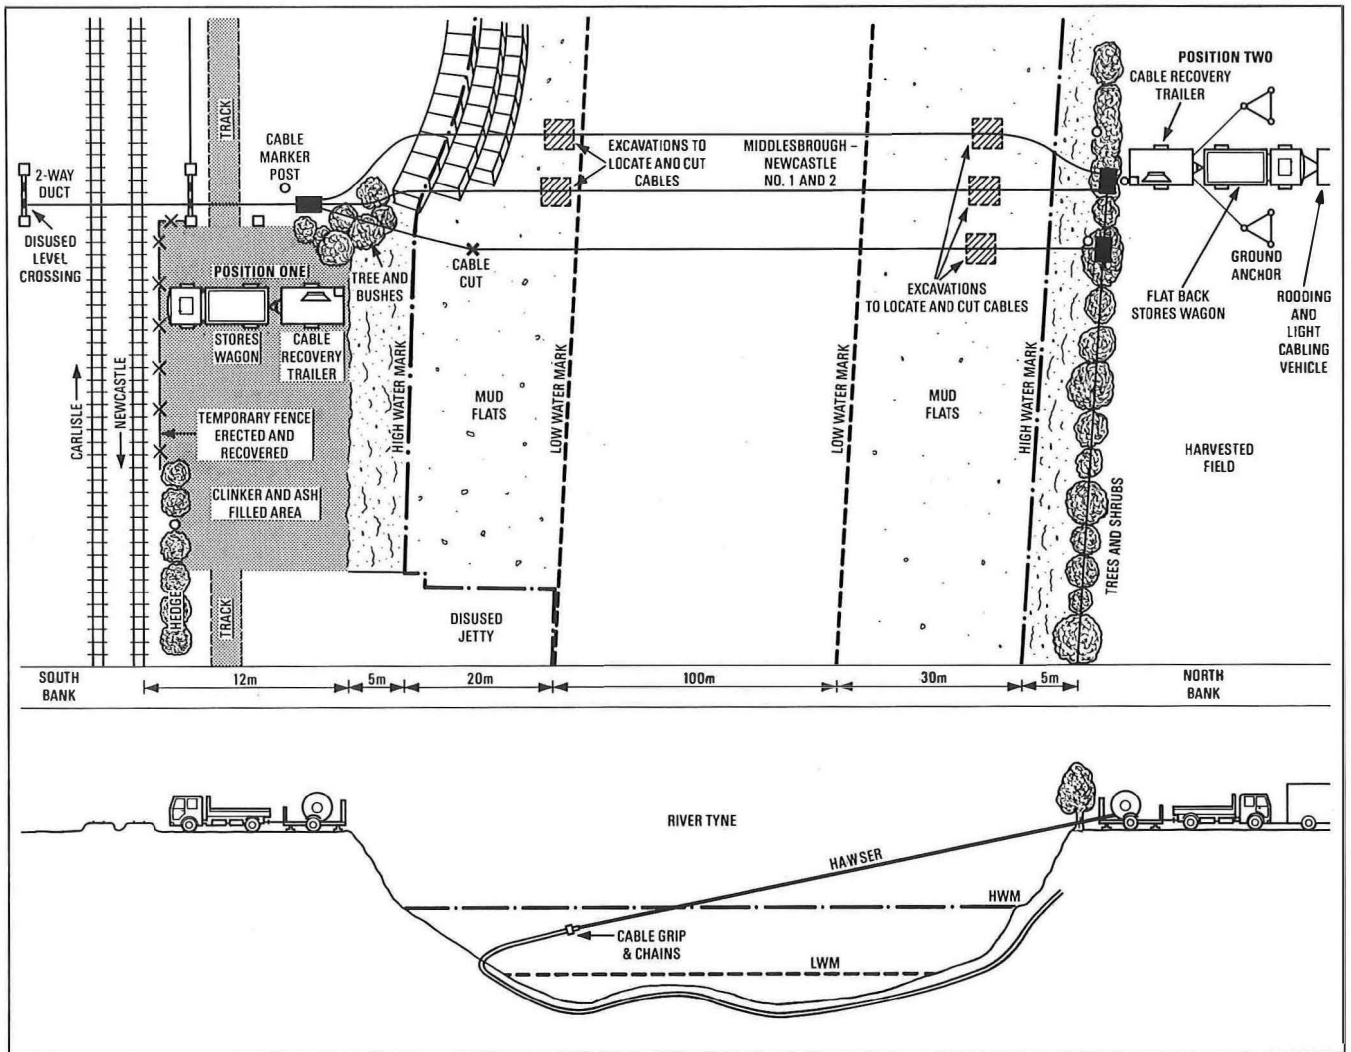 POSITION TWO
CABLE RECOVERY
TRAILER
TRACK
CABLE
MARKER
POST
EXCAVATIONS TO
LOCATE AND CUT
CABLES
MIDDLESBROUGH –
NEWCASTLE
NO. 1 AND 2
2-WAY
DUCT
DISUSED
LEVEL
CROSSING
POSITION ONE
TREE AND
BUSHES
CABLE
CUT
EXCAVATIONS
TO LOCATE AND CUT CABLES
GROUND
ANCHOR
FLAT BACK
STORES WAGON
ROODING
AND
LIGHT
CABLING
VEHICLE
STORES
WAGON
CABLE
RECOVERY
TRAILER
CARLISLE
NEWCASTLE
HIGH WATER MARK
MUD
FLATS
LOW WATER MARK
LOW WATER MARK
MUD
FLATS
HIGH WATER MARK
TEMPORARY FENCE
ERECTED AND
RECOVERED
HARVESTED
FIELD
CLINKER AND ASH
FILLED AREA
TREES AND SHRUBS
HEDGE
TRACK
DISUSED
JETTY
SOUTH
BANK
12m
5m
20m
100m
30m
5m
NORTH
BANK
RIVER TYNE
HAWSER
HWM
CABLE GRIP
& CHAINS
LWM